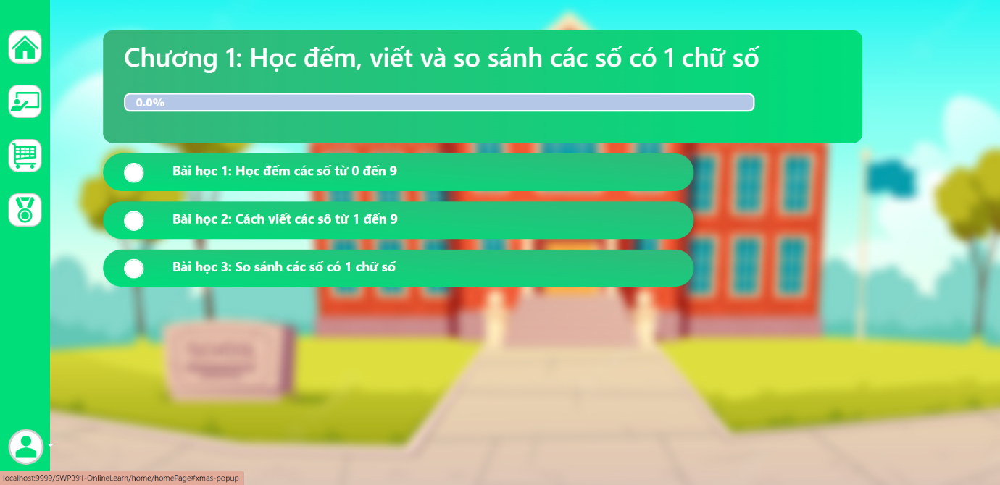 Chương 1: Học đếm, viết và so sánh các số có 1 chữ số
0.0%
Bài học 1: Học đếm các số từ 0 đến 9
Bài học 2: Cách viết các sô từ 1 đến 9
Bài học 3: So sánh các số có 1 chữ số
localhost:9999/SWP391-OnlineLearn/home/homePage#xmas-popup